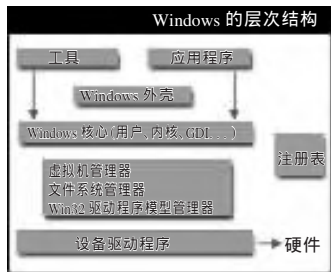 Windows 的层次结构
工具
应用程序
Windows 外壳
Windows 核心(用户、内核、GDI……)
注册表
虚拟机管理器
文件系统管理器
Win32 驱动程序模型管理器
设备驱动程序
硬件